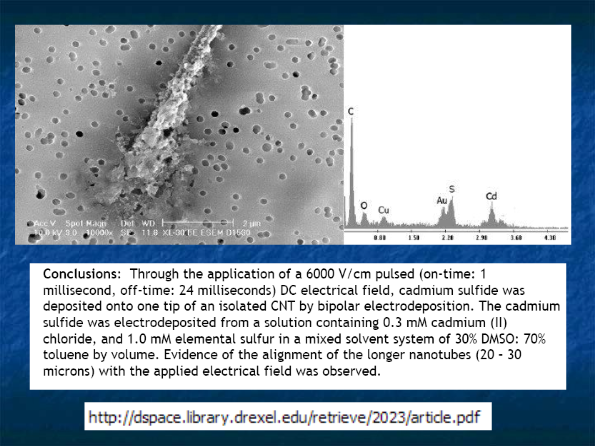 Acc.V Spot Magn Det WD 2 µm
10.0 kV 3.0 10000x SE 11.8 XL-30 BE ESEM D1500
C
O
Cu
Au
S
Cd
0.80 1.50 2.20 2.90 3.60 4.30
Conclusions: Through the application of a 6000 V/cm pulsed (on-time: 1
millisecond, off-time: 24 milliseconds) DC electrical field, cadmium sulfide was
deposited onto one tip of an isolated CNT by bipolar electrodeposition. The cadmium
sulfide was electrodeposited from a solution containing 0.3 mM cadmium (II)
chloride, and 1.0 mM elemental sulfur in a mixed solvent system of 30% DMSO: 70%
toluene by volume. Evidence of the alignment of the longer nanotubes (20 - 30
microns) with the applied electrical field was observed.
http://dspace.library.drexel.edu/retrieve/2023/article.pdf